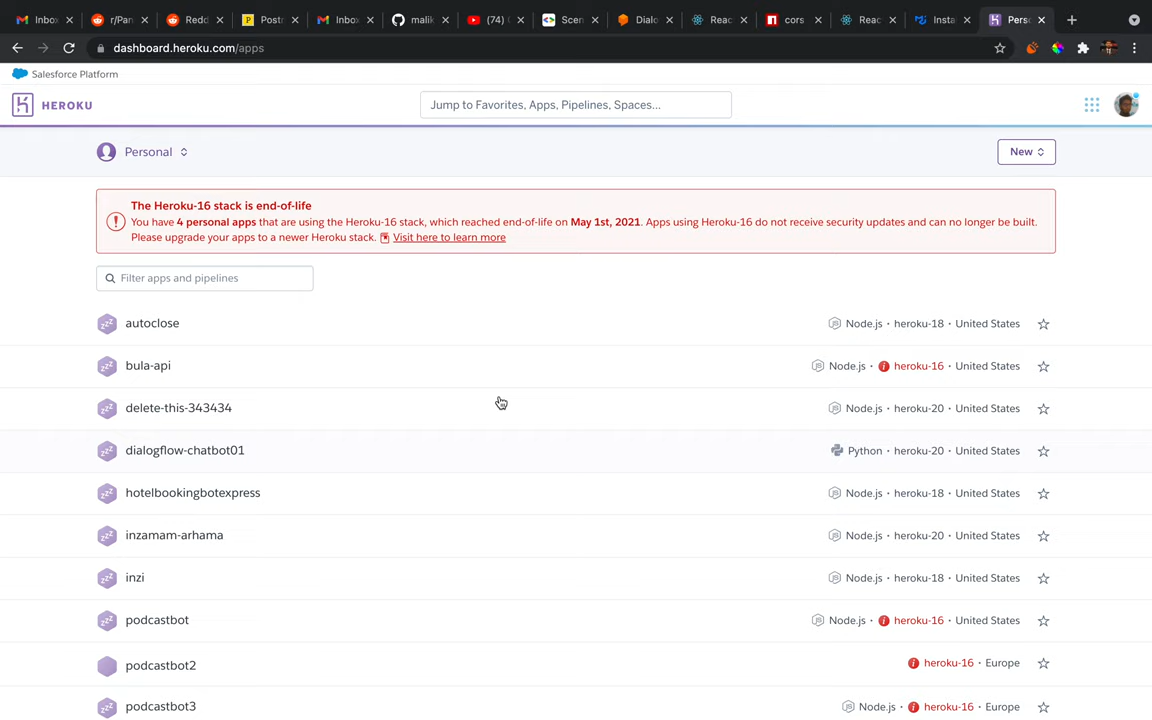 Inbox
r/Pan
Redd
Posto
Inbox
malik
(74)
Scen
Dialo
Reac
cors
Reac
Insta
Perso
dashboard.heroku.com/apps
Salesforce Platform
HEROKU
Jump to Favorites, Apps, Pipelines, Spaces...
Personal
New
The Heroku-16 stack is end-of-life
You have 4 personal apps that are using the Heroku-16 stack, which reached end-of-life on May 1st, 2021. Apps using Heroku-16 do not receive security updates and can no longer be built.
Please upgrade your apps to a newer Heroku stack. Visit here to learn more
Filter apps and pipelines
autoclose Node.js • heroku-18 • United States
bula-api Node.js • heroku-16 • United States
delete-this-343434 Node.js • heroku-20 • United States
dialogflow-chatbot01 Python • heroku-20 • United States
hotelbookingbotexpress Node.js • heroku-18 • United States
inzamam-arhama Node.js • heroku-20 • United States
inzi Node.js • heroku-18 • United States
podcastbot Node.js • heroku-16 • United States
podcastbot2 heroku-16 • Europe
podcastbot3 Node.js • heroku-16 • Europe